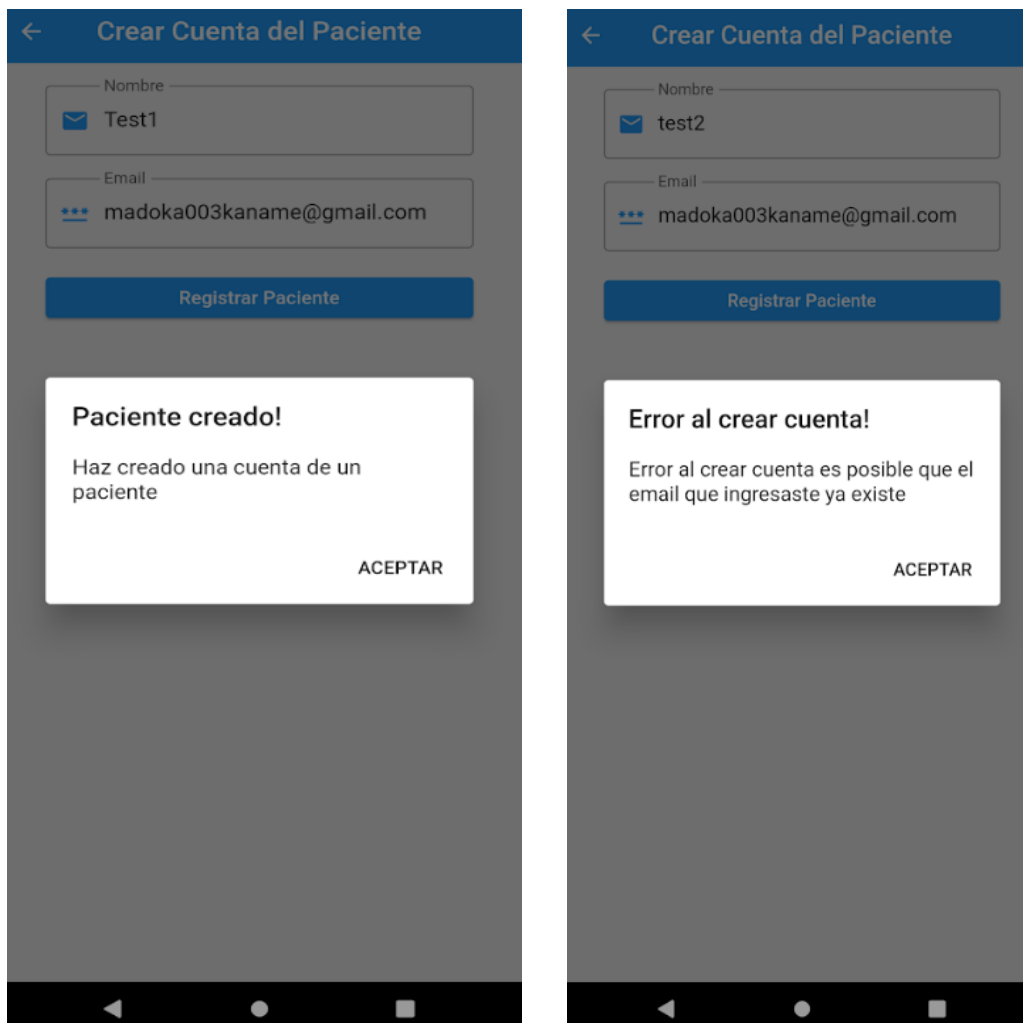 Crear Cuenta del Paciente
Nombre
Test1
Email
madoka003kaname@gmail.com
Registrar Paciente
Paciente creado!
Haz creado una cuenta de un
paciente
ACEPTAR
Crear Cuenta del Paciente
Nombre
test2
Email
madoka003kaname@gmail.com
Registrar Paciente
Error al crear cuenta!
Error al crear cuenta es posible que el
email que ingresaste ya existe
ACEPTAR